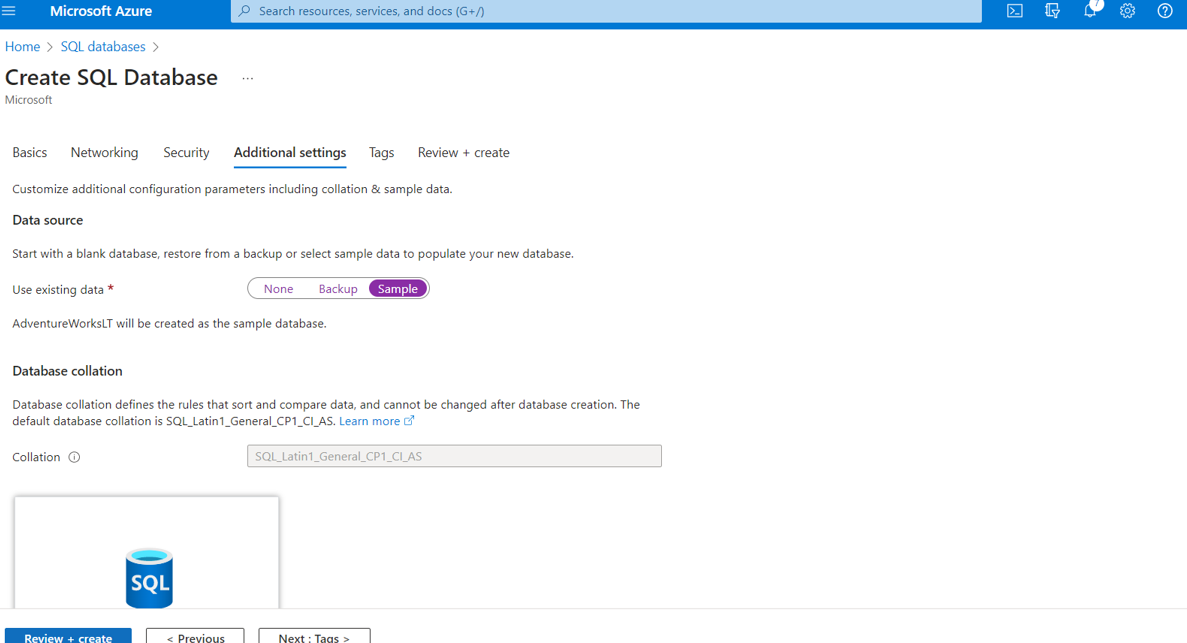 Microsoft Azure
Search resources, services, and docs (G+/)
7
Home > SQL databases >
Create SQL Database ...
Microsoft
Basics Networking Security Additional settings Tags Review + create
Customize additional configuration parameters including collation & sample data.
Data source
Start with a blank database, restore from a backup or select sample data to populate your new database.
Use existing data * None Backup Sample
AdventureWorksLT will be created as the sample database.
Database collation
Database collation defines the rules that sort and compare data, and cannot be changed after database creation. The
default database collation is SQL_Latin1_General_CP1_CI_AS. Learn more
Collation SQL_Latin1_General_CP1_CI_AS
SQL
Review + create < Previous Next : Tags >